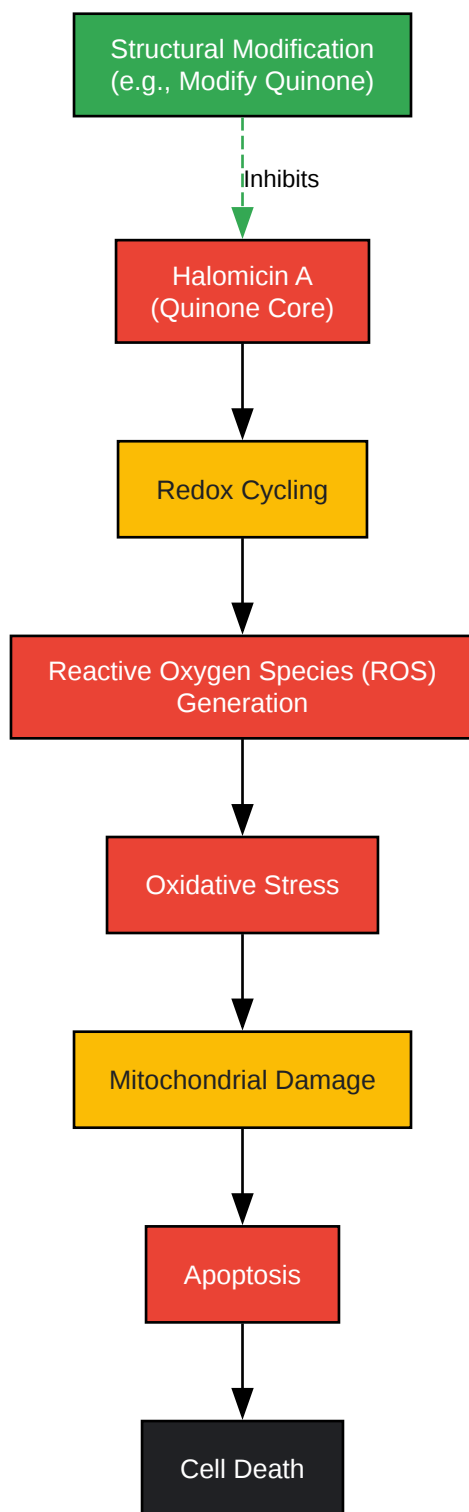 Structural Modification
(e.g., Modify Quinone)
Inhibits
Halomicin A
(Quinone Core)
Redox Cycling
Reactive Oxygen Species (ROS)
Generation
Oxidative Stress
Mitochondrial Damage
Apoptosis
Cell Death